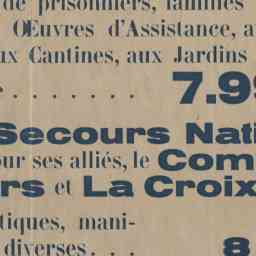 de prisonniers, familles
Œuvres d'Assistance, a
ux Cantines, aux Jardins
. . . . . . . . 7.99
Secours Nati
our ses alliés, le Com
rs et La Croix
tiques, mani-
diverses. . . 8